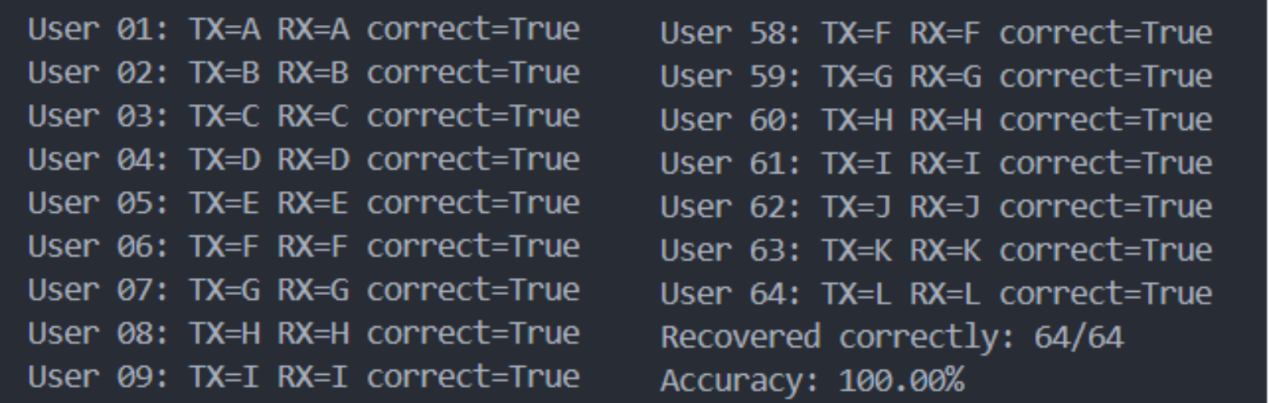 User 01: TX=A RX=A correct=True
User 02: TX=B RX=B correct=True
User 03: TX=C RX=C correct=True
User 04: TX=D RX=D correct=True
User 05: TX=E RX=E correct=True
User 06: TX=F RX=F correct=True
User 07: TX=G RX=G correct=True
User 08: TX=H RX=H correct=True
User 09: TX=I RX=I correct=True
User 58: TX=F RX=F correct=True
User 59: TX=G RX=G correct=True
User 60: TX=H RX=H correct=True
User 61: TX=I RX=I correct=True
User 62: TX=J RX=J correct=True
User 63: TX=K RX=K correct=True
User 64: TX=L RX=L correct=True
Recovered correctly: 64/64
Accuracy: 100.00%